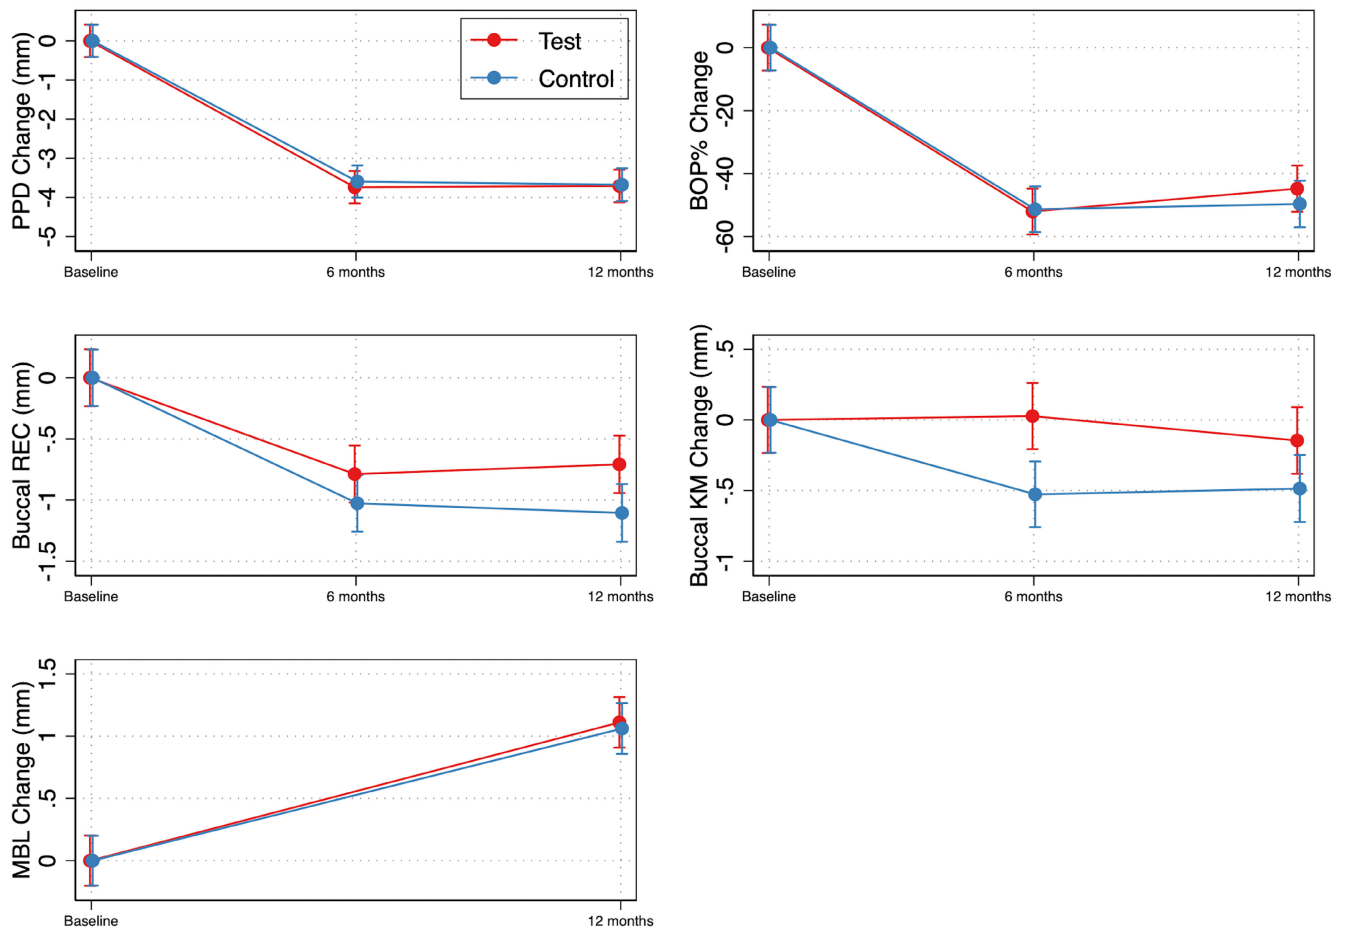 PPD Change (mm)
0
-1
-2
-3
-4
-5
Test
Control
Baseline
6 months
12 months
BOP% Change
0
-20
-40
-60
Baseline
6 months
12 months
Buccal REC (mm)
0
-.5
-1
-1.5
Baseline
6 months
12 months
Buccal KM Change (mm)
.5
0
-.5
-1
Baseline
6 months
12 months
MBL Change (mm)
1.5
1
.5
0
Baseline
12 months